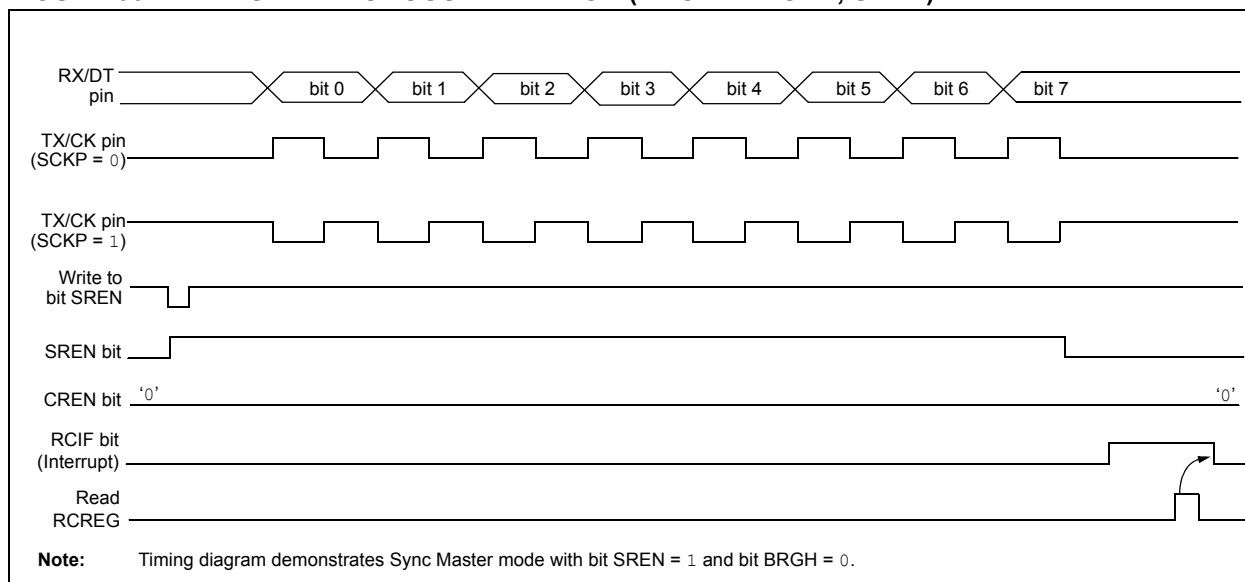 RX/DT
pin
bit 0 bit 1 bit 2 bit 3 bit 4 bit 5 bit 6 bit 7
TX/CK pin
(SCKP = 0)
TX/CK pin
(SCKP = 1)
Write to
bit SREN
SREN bit
CREN bit ‘0’ ‘0’
RCIF bit
(Interrupt)
Read
RCREG
Note: Timing diagram demonstrates Sync Master mode with bit SREN = 1 and bit BRGH = 0.